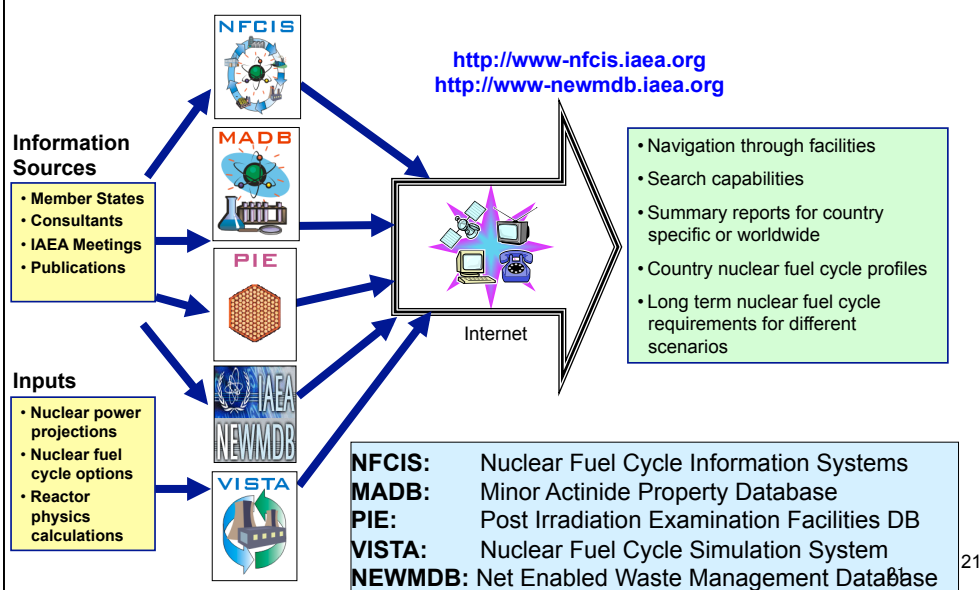 NFCIS
http://www-nfcis.iaea.org
http://www-newmdb.iaea.org
MADB
PIE
IAEA
NEWMDB
VISTA
Information
Sources
• Member States
• Consultants
• IAEA Meetings
• Publications
Inputs
• Nuclear power
projections
• Nuclear fuel
cycle options
• Reactor
physics
calculations
Internet
• Navigation through facilities
• Search capabilities
• Summary reports for country
specific or worldwide
• Country nuclear fuel cycle profiles
• Long term nuclear fuel cycle
requirements for different
scenarios
NFCIS: Nuclear Fuel Cycle Information Systems
MADB: Minor Actinide Property Database
PIE: Post Irradiation Examination Facilities DB
VISTA: Nuclear Fuel Cycle Simulation System
NEWMDB: Net Enabled Waste Management Database
21
21